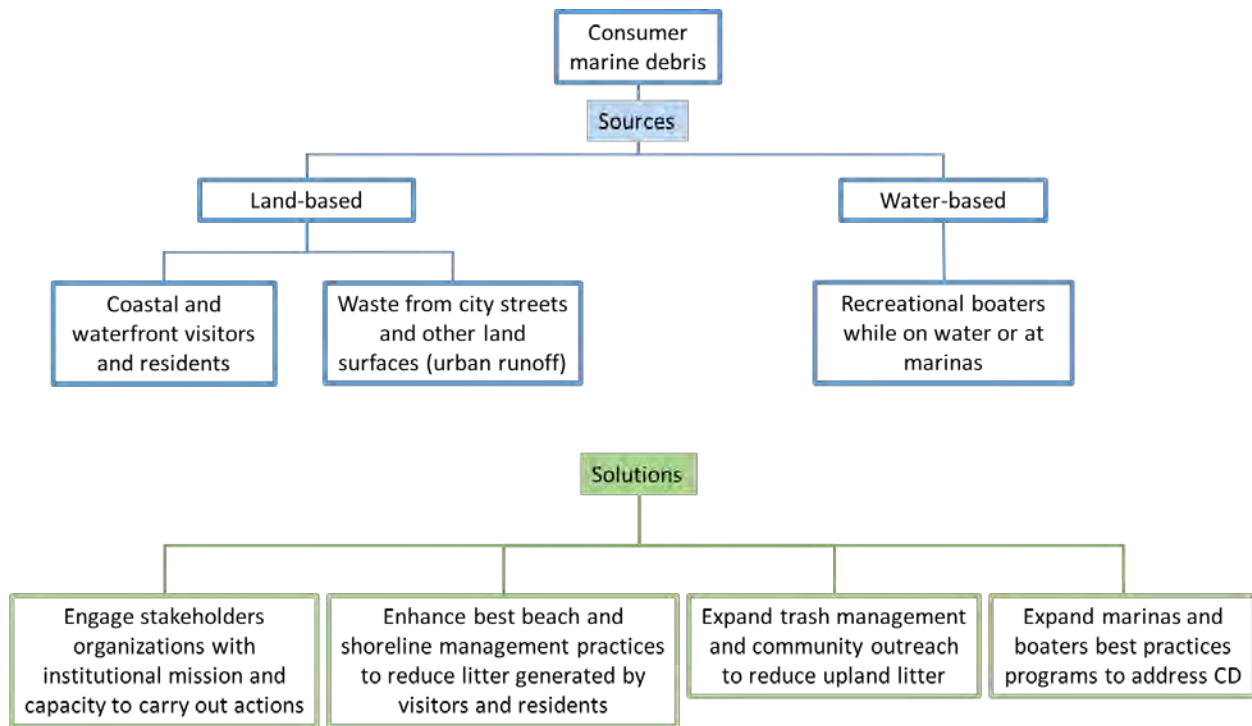 Consumer
marine debris
Sources
Land-based
Water-based
Coastal and
waterfront visitors
and residents
Waste from city streets
and other land
surfaces (urban runoff)
Recreational boaters
while on water or at
marinas
Solutions
Engage stakeholders
organizations with
institutional mission and
capacity to carry out actions
Enhance best beach and
shoreline management practices
to reduce litter generated by
visitors and residents
Expand trash management
and community outreach
to reduce upland litter
Expand marinas and
boaters best practices
programs to address CD